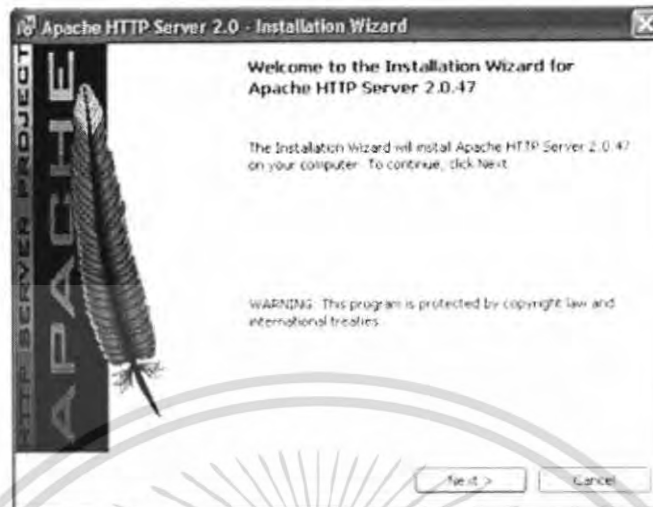 Apache HTTP Server 2.0 - Installation Wizard
HTTP SERVER PROJECT
APACHE
Welcome to the Installation Wizard for
Apache HTTP Server 2.0.47
The Installation Wizard will install Apache HTTP Server 2.0.47
on your computer. To continue, click Next.
WARNING: This program is protected by copyright law and
international treaties.
Next >
Cancel